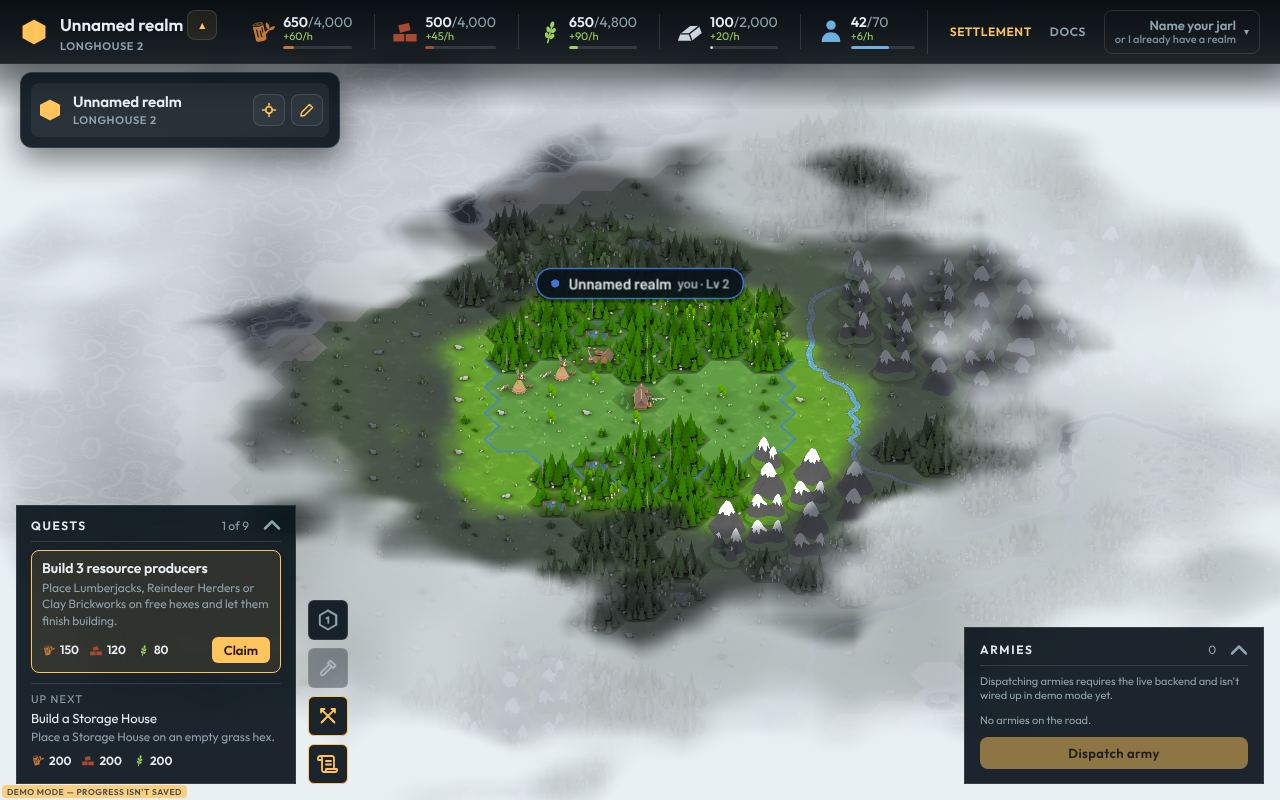 Unnamed realm
LONGHOUSE 2
650/4,000
+60/h
500/4,000
+45/h
650/4,800
+90/h
100/2,000
+20/h
42/70
+6/h
SETTLEMENT
DOCS
Name your jarl
or I already have a realm
Unnamed realm
LONGHOUSE 2
Unnamed realm you · Lv 2
QUESTS
1 of 9
Build 3 resource producers
Place Lumberjacks, Reindeer Herders or
Clay Brickworks on free hexes and let them
finish building.
150 120 80
Claim
UP NEXT
Build a Storage House
Place a Storage House on an empty grass hex.
200 200 200
1
DEMO MODE — PROGRESS ISN'T SAVED
ARMIES
0
Dispatching armies requires the live backend and isn't
wired up in demo mode yet.
No armies on the road.
Dispatch army